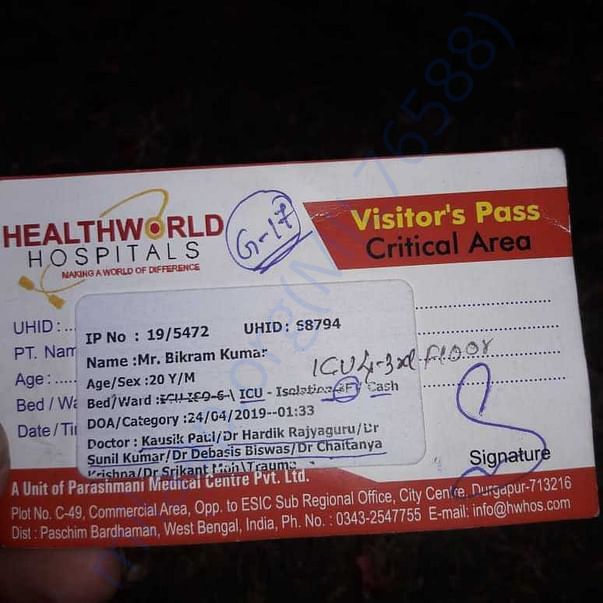 HEALTHWORLD
HOSPITALS
MAKING A WORLD OF DIFFERENCE
G-17
Visitor's Pass
Critical Area
UHID :
PT. Nam
Age :
Bed / Wa
Date / Ti
IP No : 19/5472 UHID: S8794
Name :Mr. Bikram Kumar
ICU 4-3rd Floor
Age/Sex :20 Y/M
Bed/Ward : \ ICU - Isolation Cash
DOA/Category :24/04/2019--01:33
Doctor : Kausik Paul/Dr Hardik Rajyaguru/Dr
Sunil Kumar/Dr Debasis Biswas/Dr Chaitanya
Krishna/Dr Srikant /Trauma
Signature
A Unit of Parashmani Medical Centre Pvt. Ltd.
Plot No. C-49, Commercial Area, Opp. to ESIC Sub Regional Office, City Centre, Durgapur-713216
Dist : Paschim Bardhaman, West Bengal, India, Ph. No. : 0343-2547755 E-mail: info@hwhos.com